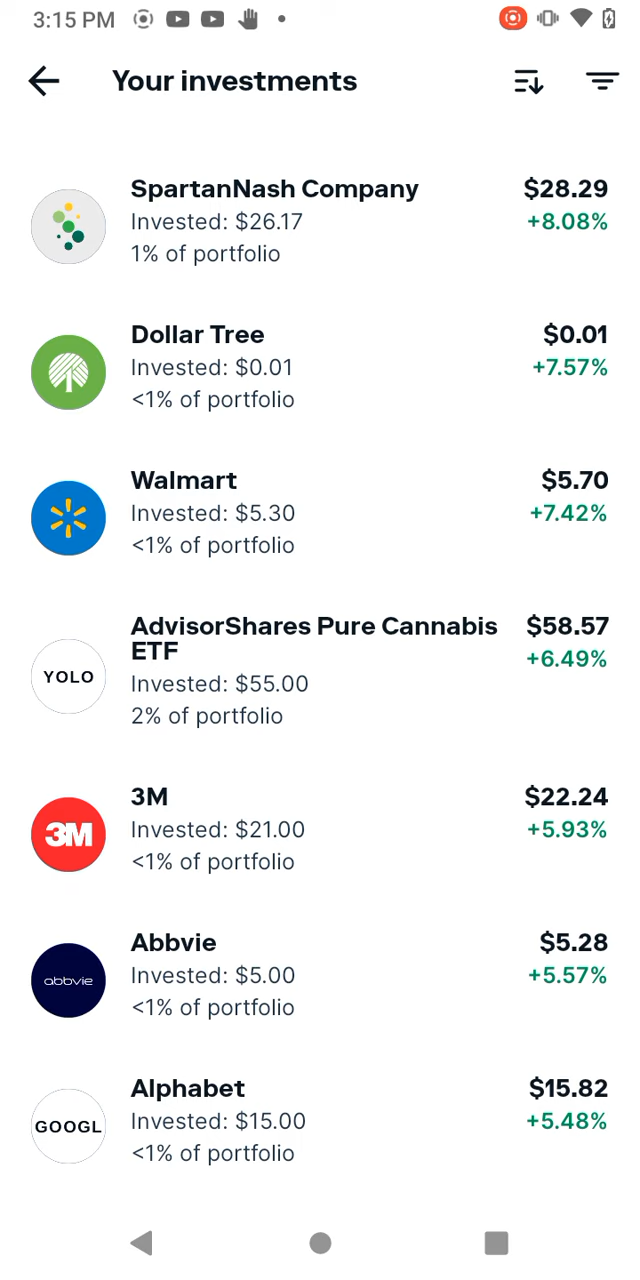 3:15 PM
Your investments
SpartanNash Company
$28.29
Invested: $26.17
+8.08%
1% of portfolio
Dollar Tree
$0.01
Invested: $0.01
+7.57%
<1% of portfolio
Walmart
$5.70
Invested: $5.30
+7.42%
<1% of portfolio
AdvisorShares Pure Cannabis
ETF
$58.57
+6.49%
YOLO
Invested: $55.00
2% of portfolio
3M
$22.24
3M
Invested: $21.00
+5.93%
<1% of portfolio
Abbvie
$5.28
abbvie
Invested: $5.00
+5.57%
<1% of portfolio
Alphabet
$15.82
GOOGL
Invested: $15.00
+5.48%
<1% of portfolio